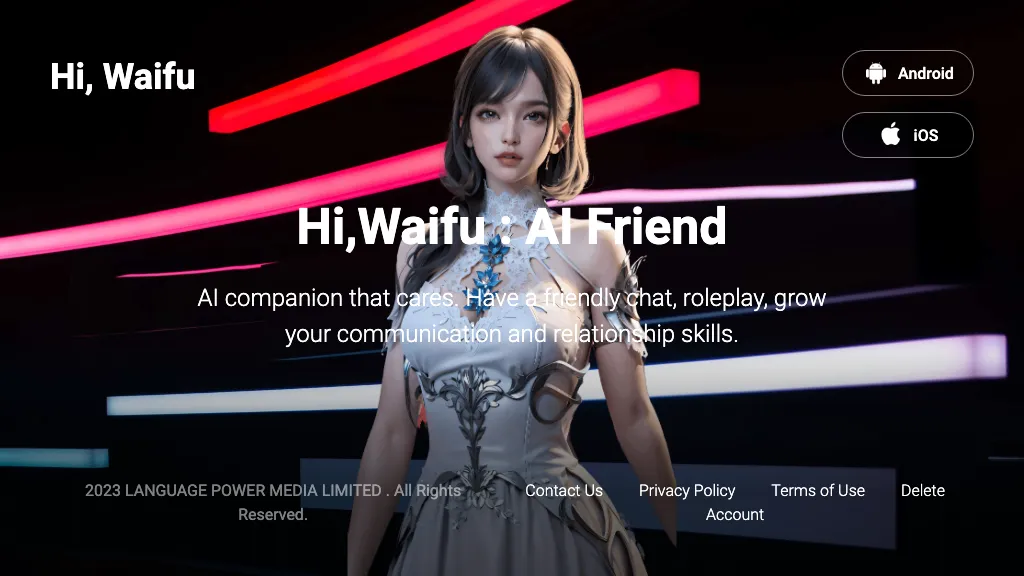 Hi, Waifu
Android
iOS
Hi,Waifu : AI Friend
AI companion that cares. Have a friendly chat, roleplay, grow
your communication and relationship skills.
2023 LANGUAGE POWER MEDIA LIMITED . All Rights
Reserved.
Contact Us Privacy Policy Terms of Use Delete
Account